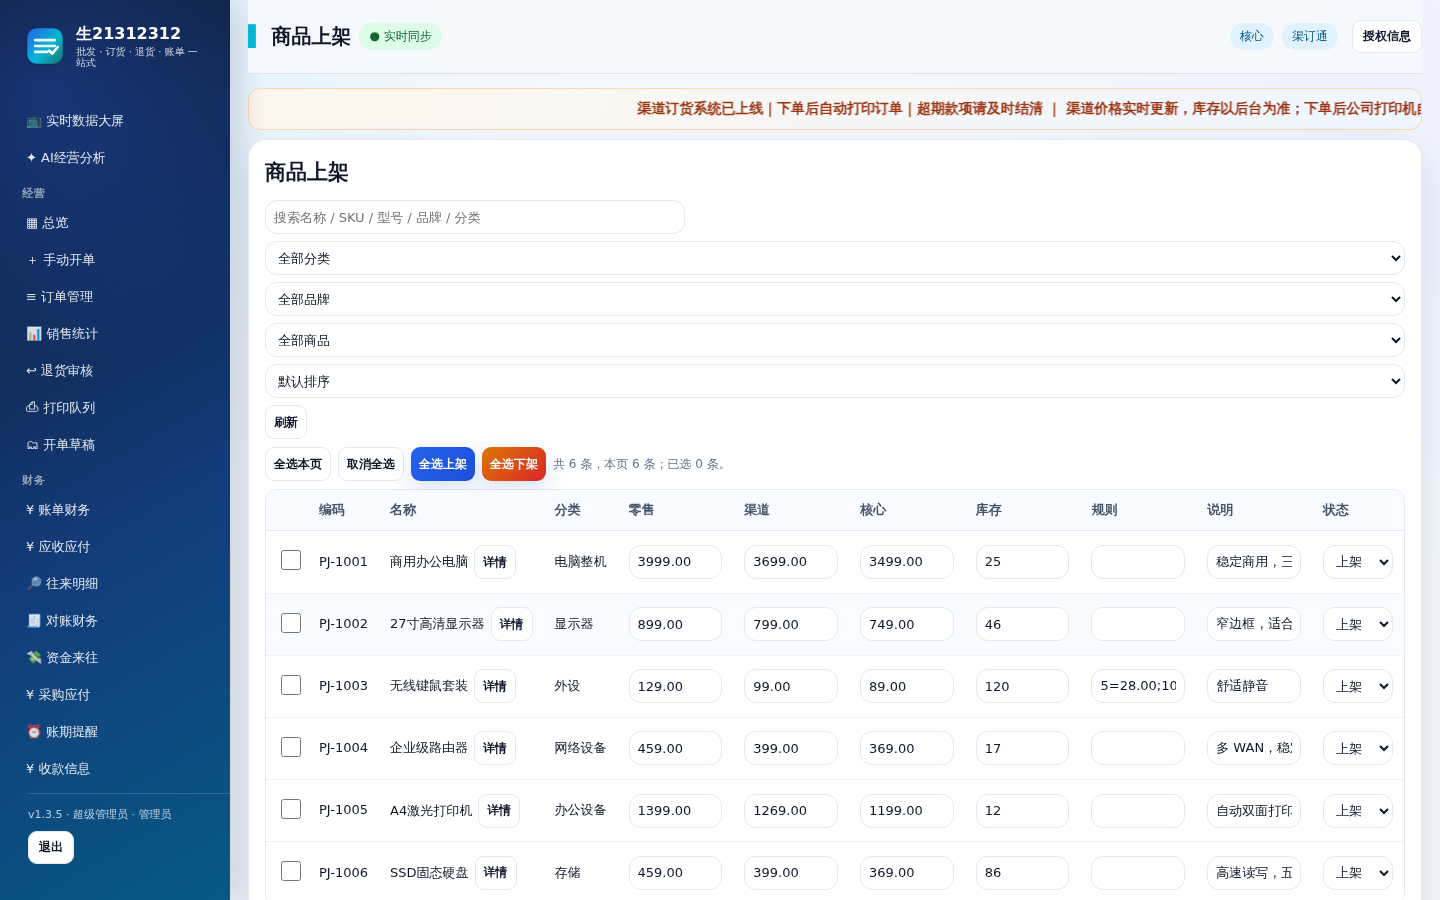 生21312312
批发 · 订货 · 退货 · 账单 一
站式
实时数据大屏
AI经营分析
经营
总览
手动开单
订单管理
销售统计
退货审核
打印队列
开单草稿
财务
¥ 账单财务
¥ 应收应付
往来明细
对账财务
资金来往
¥ 采购应付
账期提醒
¥ 收款信息
v1.3.5 · 超级管理员 · 管理员
退出
商品上架
● 实时同步
核心
渠订通
授权信息
渠道订货系统已上线｜下单后自动打印订单｜超期款项请及时结清 ｜ 渠道价格实时更新，库存以后台为准；下单后公司打印机
商品上架
搜索名称 / SKU / 型号 / 品牌 / 分类
全部分类
全部品牌
全部商品
默认排序
刷新
全选本页 取消全选 全选上架 全选下架 共 6 条，本页 6 条；已选 0 条。
编码 名称 分类 零售 渠道 核心 库存 规则 说明 状态
PJ-1001 商用办公电脑 详情 电脑整机 3999.00 3699.00 3499.00 25 稳定商用，三 上架
PJ-1002 27寸高清显示器 详情 显示器 899.00 799.00 749.00 46 窄边框，适合 上架
PJ-1003 无线键鼠套装 详情 外设 129.00 99.00 89.00 120 5=28.00;10 舒适静音 上架
PJ-1004 企业级路由器 详情 网络设备 459.00 399.00 369.00 17 多 WAN，稳 上架
PJ-1005 A4激光打印机 详情 办公设备 1399.00 1269.00 1199.00 12 自动双面打印 上架
PJ-1006 SSD固态硬盘 详情 存储 459.00 399.00 369.00 86 高速读写，五 上架